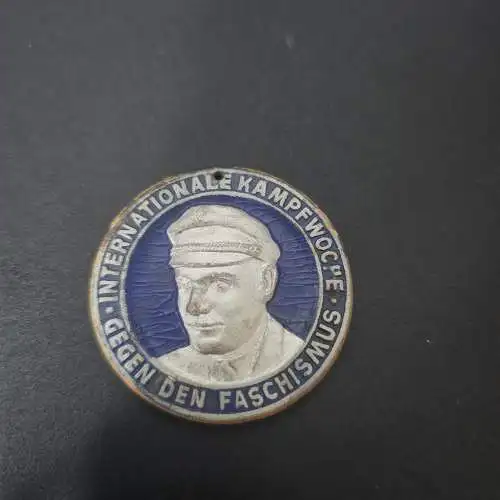 INTERNATIONALE KAMPFWOCHE
GEGEN DEN FASCHISMUS